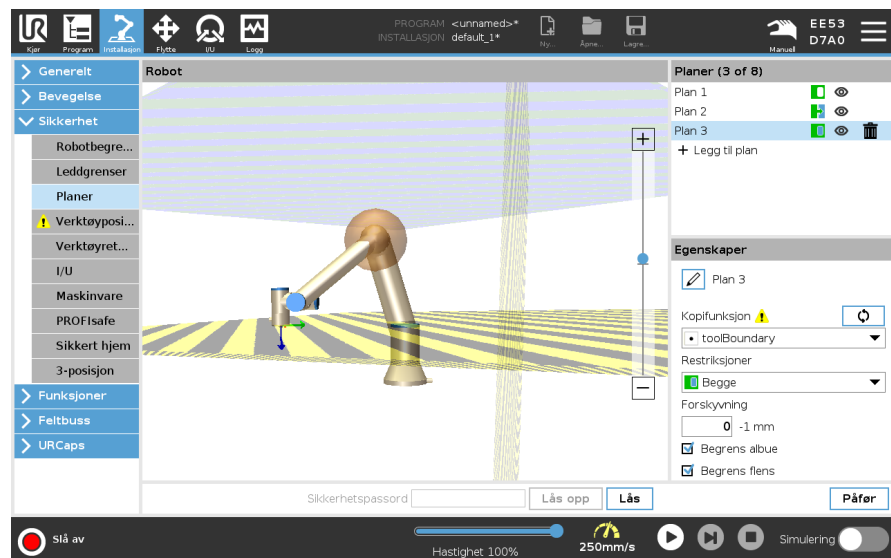 UR
PROGRAM <unnamed>*
INSTALLASJON default_1*
EE53
D7A0
Kjør
Program
Installasjon
Flytte
I/U
Logg
Ny...
Åpne...
Lagre...
Manuell
Generelt
Bevegelse
Sikkerhet
Robotbegre...
Leddgrenser
Planer
Verktøyposi...
Verktøyret...
I/U
Maskinvare
PROFIsafe
Sikkert hjem
3-posisjon
Funksjoner
Feltbuss
URCaps
Robot
Planer (3 of 8)
Plan 1
Plan 2
Plan 3
+ Legg til plan
Egenskaper
Plan 3
Kopifunksjon
toolBoundary
Restriksjoner
Begge
Forskyvning
0 -1 mm
Begrens albue
Begrens flens
Sikkerhetspassord
Lås opp
Lås
Påfør
Slå av
Hastighet 100%
250mm/s
Simulering